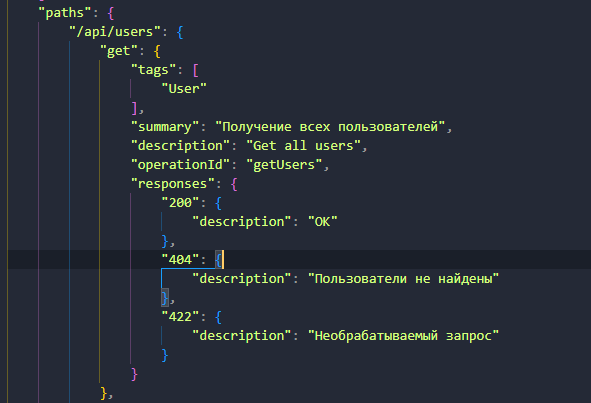 "paths": {
"/api/users": {
"get": {
"tags": [
"User"
],
"summary": "Получение всех пользователей",
"description": "Get all users",
"operationId": "getUsers",
"responses": {
"200": {
"description": "OK"
},
"404": {
"description": "Пользователи не найдены"
},
"422": {
"description": "Необрабатываемый запрос"
}
}
},